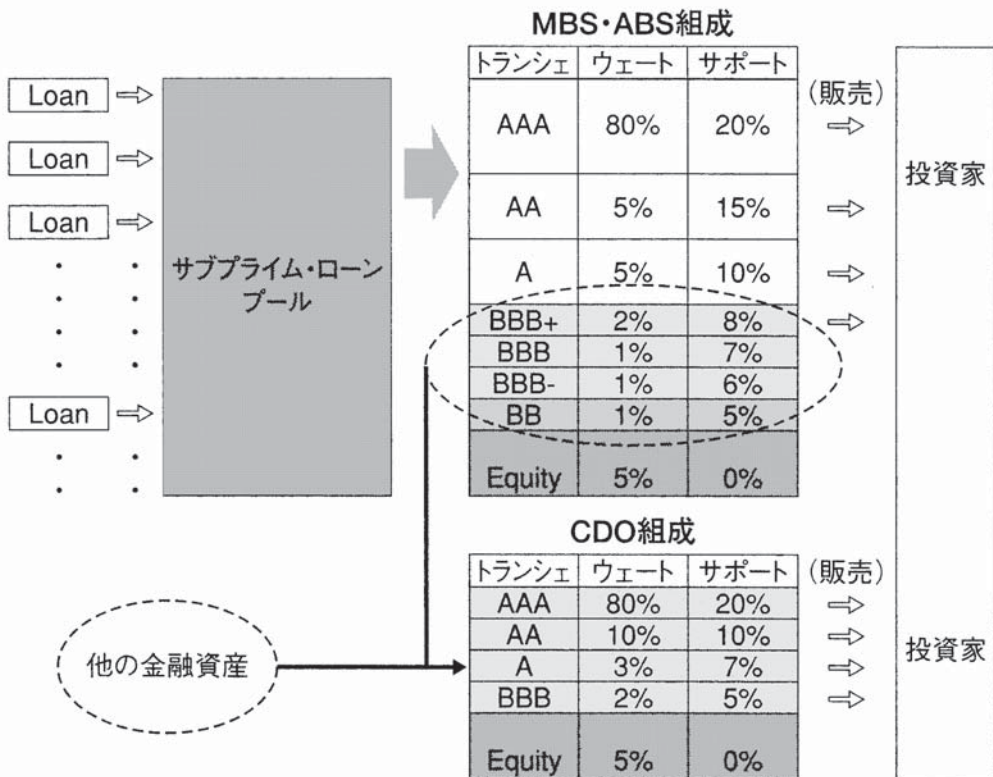 MBS・ABS組成
トランシェ ウェート サポート
AAA 80% 20%
AA 5% 15%
A 5% 10%
BBB+ 2% 8%
BBB 1% 7%
BBB- 1% 6%
BB 1% 5%
Equity 5% 0%
Loan
Loan
Loan
Loan
サブプライム・ローン
プール
(販売)
投資家
CDO組成
トランシェ ウェート サポート
AAA 80% 20%
AA 10% 10%
A 3% 7%
BBB 2% 5%
Equity 5% 0%
他の金融資産
(販売)
投資家